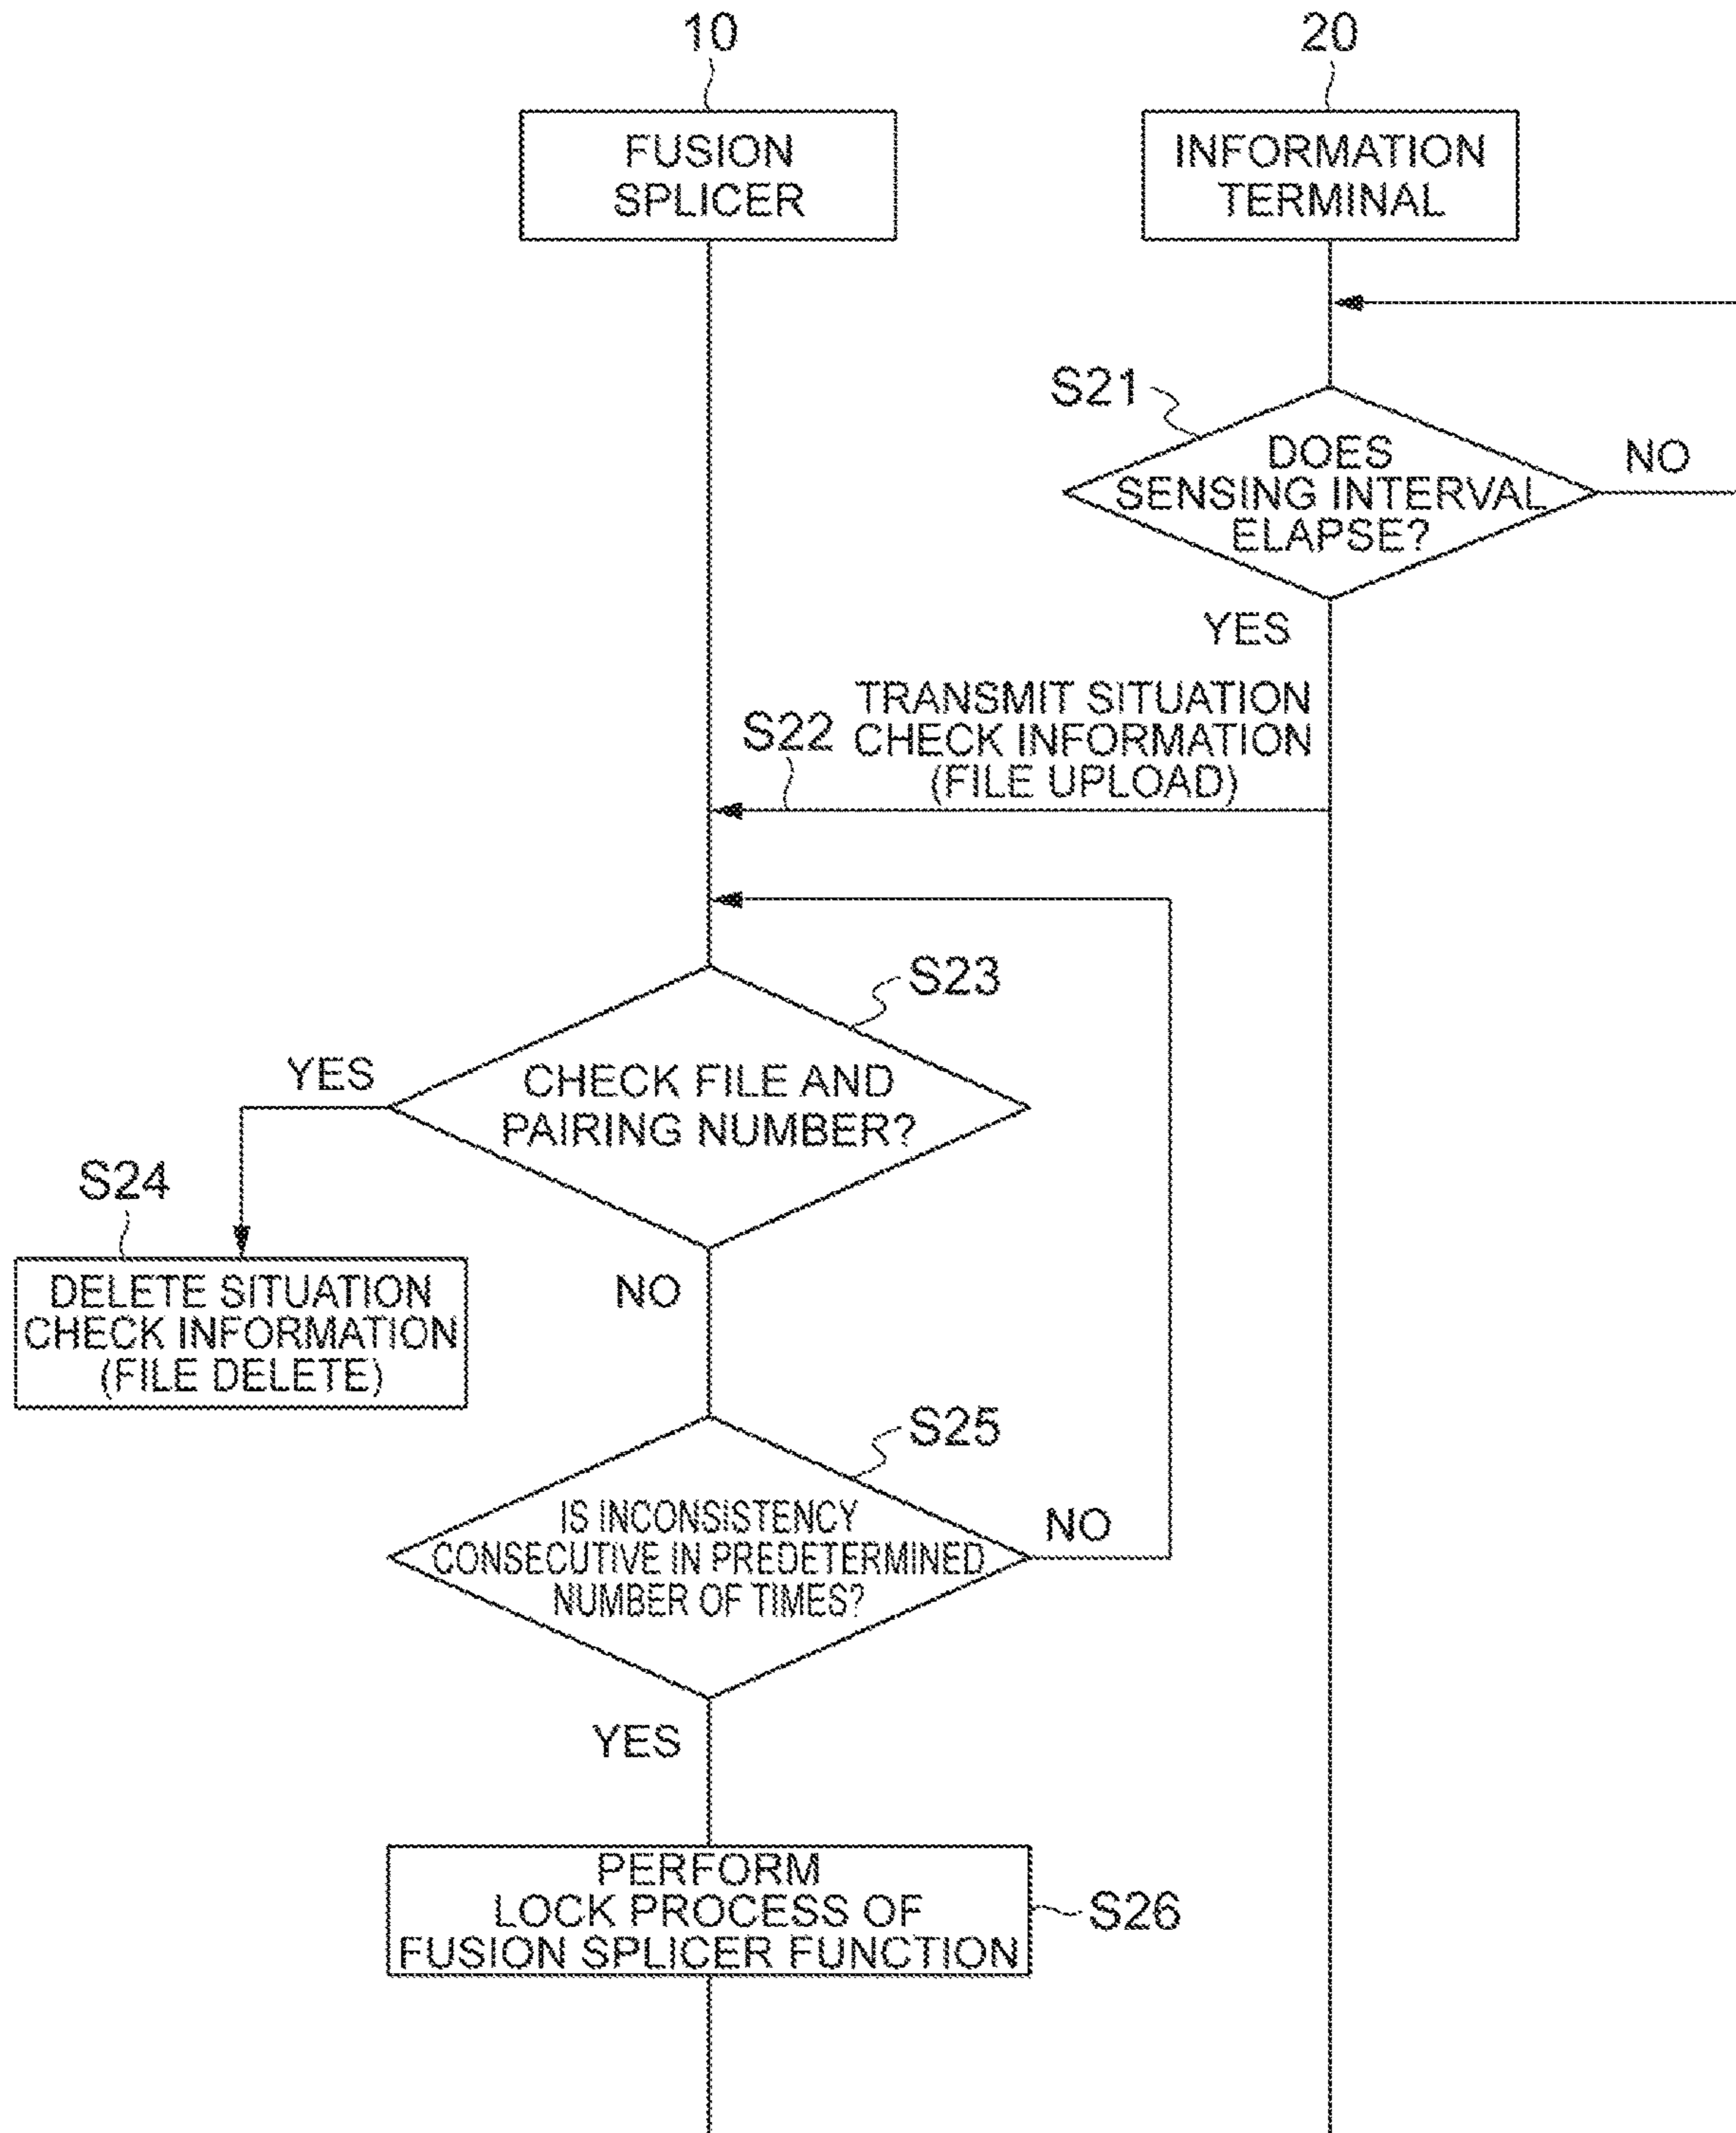 10
20
FUSION
SPLICER
INFORMATION
TERMINAL
S21
DOES
SENSING INTERVAL
ELAPSE?
NO
YES
TRANSMIT SITUATION
CHECK INFORMATION
(FILE UPLOAD)
S22
S23
CHECK FILE AND
PAIRING NUMBER?
YES
S24
DELETE SITUATION
CHECK INFORMATION
(FILE DELETE)
NO
S25
IS INCONSISTENCY
CONSECUTIVE IN PREDETERMINED
NUMBER OF TIMES?
NO
YES
PERFORM
LOCK PROCESS OF
FUSION SPLICER FUNCTION
S26